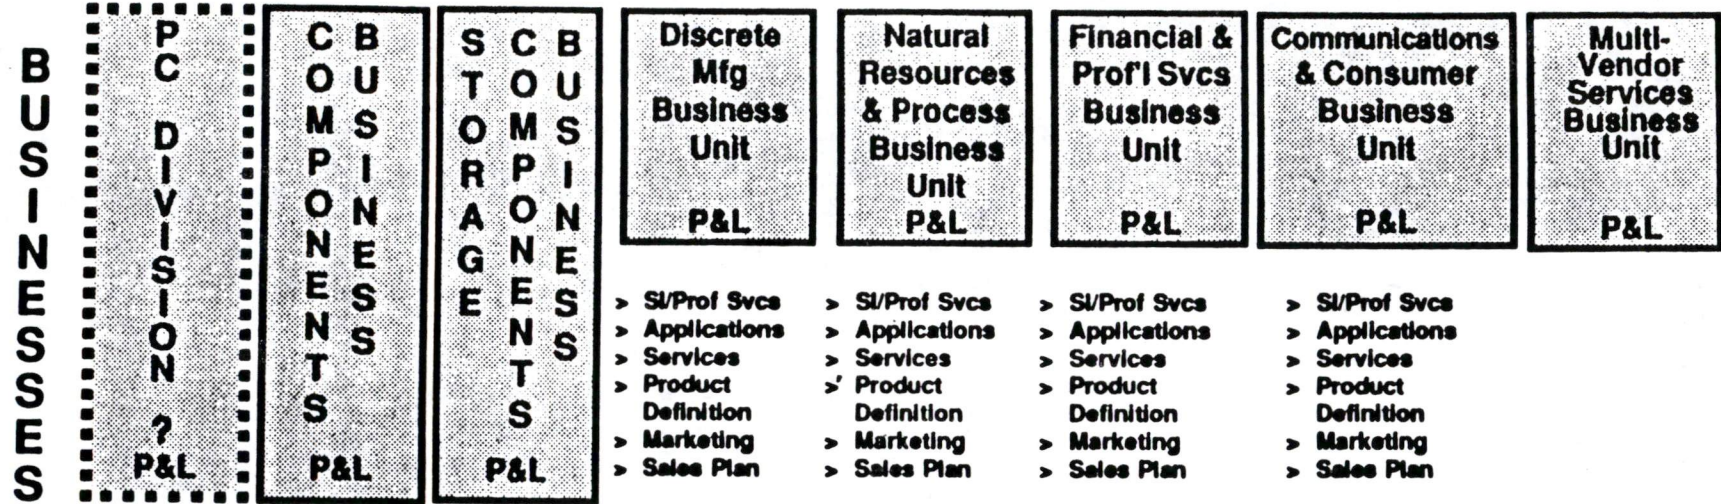 BUSINESSES
PC DIVISION ?
P&L
COMPONENTS
BUSINESS
P&L
STORAGE
COMPONENTS
BUSINESS
P&L
Discrete
Mfg
Business
Unit
P&L
> SI/Prof Svcs
> Applications
> Services
> Product
Definition
> Marketing
> Sales Plan
Natural
Resources
& Process
Business
Unit
P&L
> SI/Prof Svcs
> Applications
> Services
> Product
Definition
> Marketing
> Sales Plan
Financial &
Prof'l Svcs
Business
Unit
P&L
> SI/Prof Svcs
> Applications
> Services
> Product
Definition
> Marketing
> Sales Plan
Communications
& Consumer
Business
Unit
P&L
> SI/Prof Svcs
> Applications
> Services
> Product
Definition
> Marketing
> Sales Plan
Multi-
Vendor
Services
Business
Unit
P&L